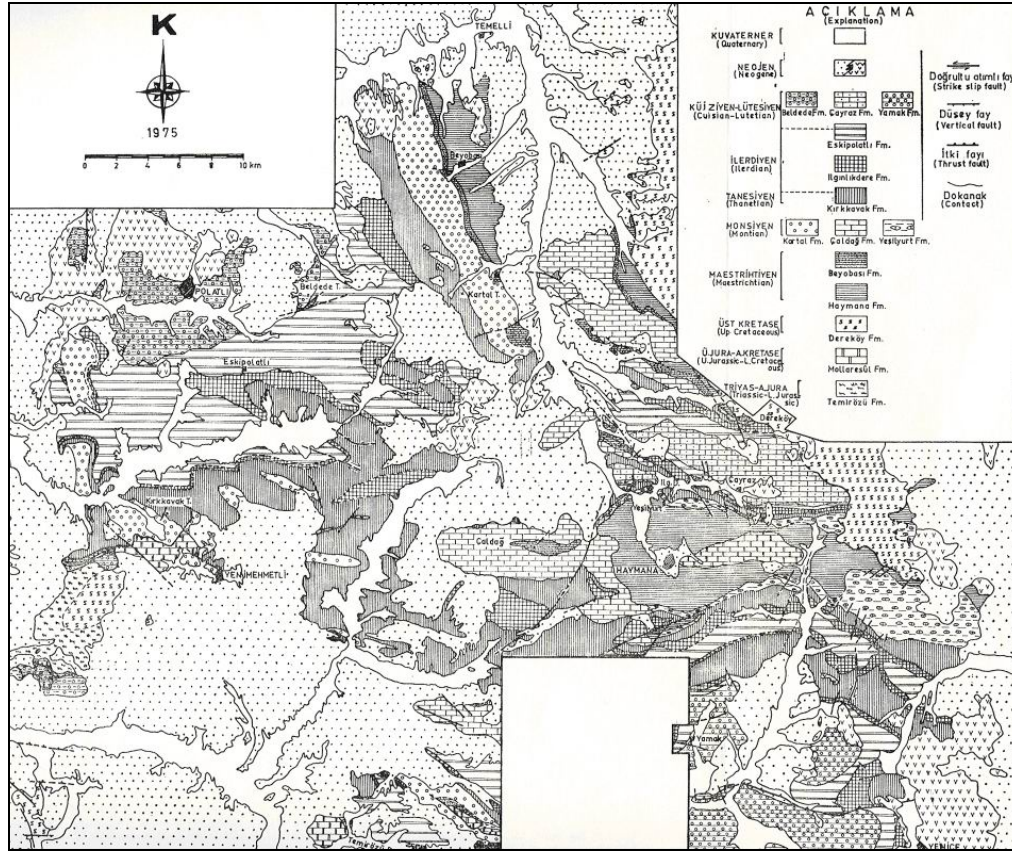 K
1975
0 2 4 6 8 10 km
AÇIKLAMA
(Explanation)
KUVATERNER
(Quaternary)
NEOJEN
(Neogene)
KÜİZİYEN-LÜTESİYEN
(Cuisian-Lutetian)
Beldede Fm. Çayraz Fm. Yamak Fm.
Eskipolatlı Fm.
İLERDİYEN
(Ilerdian)
Ilgınlıkdere Fm.
TANESİYEN
(Thanetian)
Kırkkavak Fm.
MONSİYEN
(Montian)
Kartal Fm. Çaldağ Fm. Yeşilyurt Fm.
MAESTRİHTİYEN
(Maestrichtian)
Beyobası Fm.
Haymana Fm.
ÜST KRETASE
(Up Cretaceous)
Dereköy Fm.
Ü.JURA-A.KRETASE
(U.Jurassic-L.Cretaceous)
Mollaresül Fm.
TRİYAS-A.JURA
(Triassic-L.Jurassic)
Temirözü Fm.
Doğrultu atımlı fay
(Strike slip fault)
Düşey fay
(Vertical fault)
İtki fayı
(Thrust fault)
Dokanak
(Contact)
TEMELLİ
Beyobası
POLATLI
Beldede T.
Kartal T.
Eskipolatlı
Dereköy
Kırkkavak T.
Ilg.
Çayraz
Yeşilyurt
Çaldağ
HAYMANA
YENİMEHMETLİ
Yamak
YENİCE